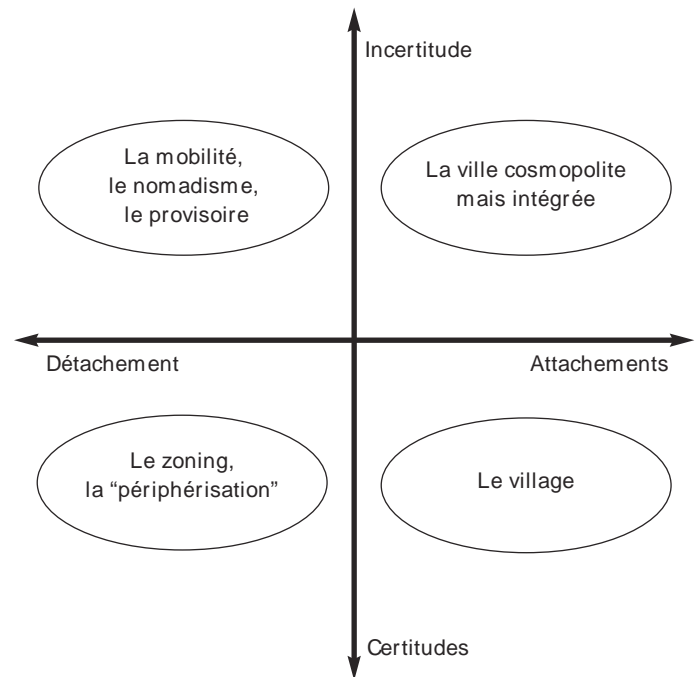 Incertitude
La mobilité,
le nomadisme,
le provisoire
La ville cosmopolite
mais intégrée
Détachement
Attachements
Le zoning,
la “périphérisation”
Le village
Certitudes